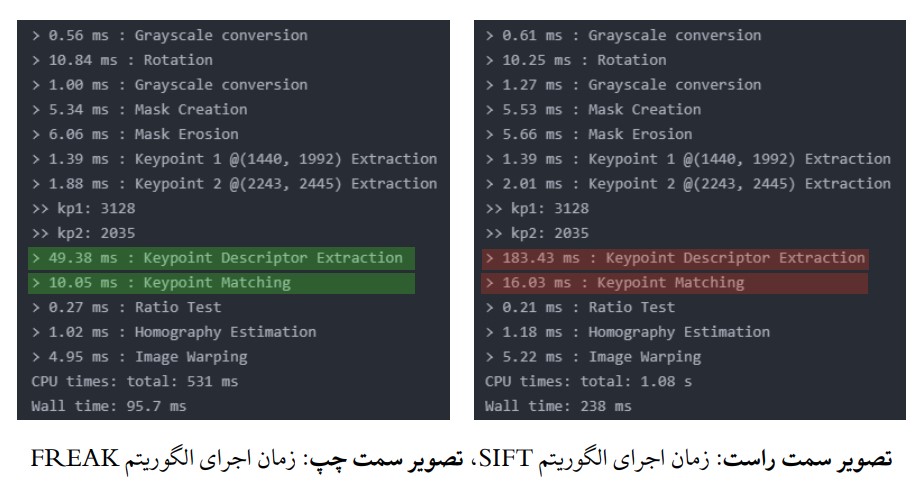 > 0.56 ms : Grayscale conversion
> 10.84 ms : Rotation
> 1.00 ms : Grayscale conversion
> 5.34 ms : Mask Creation
> 6.06 ms : Mask Erosion
> 1.39 ms : Keypoint 1 @(1440, 1992) Extraction
> 1.88 ms : Keypoint 2 @(2243, 2445) Extraction
>> kp1: 3128
>> kp2: 2035
> 49.38 ms : Keypoint Descriptor Extraction
> 10.05 ms : Keypoint Matching
> 0.27 ms : Ratio Test
> 1.02 ms : Homography Estimation
> 4.95 ms : Image Warping
CPU times: total: 531 ms
Wall time: 95.7 ms
> 0.61 ms : Grayscale conversion
> 10.25 ms : Rotation
> 1.27 ms : Grayscale conversion
> 5.53 ms : Mask Creation
> 5.66 ms : Mask Erosion
> 1.39 ms : Keypoint 1 @(1440, 1992) Extraction
> 2.01 ms : Keypoint 2 @(2243, 2445) Extraction
>> kp1: 3128
>> kp2: 2035
> 183.43 ms : Keypoint Descriptor Extraction
> 16.03 ms : Keypoint Matching
> 0.21 ms : Ratio Test
> 1.18 ms : Homography Estimation
> 5.22 ms : Image Warping
CPU times: total: 1.08 s
Wall time: 238 ms
تصویر سمت راست: زمان اجرای الگوریتم SIFT، تصویر سمت چپ: زمان اجرای الگوریتم FREAK